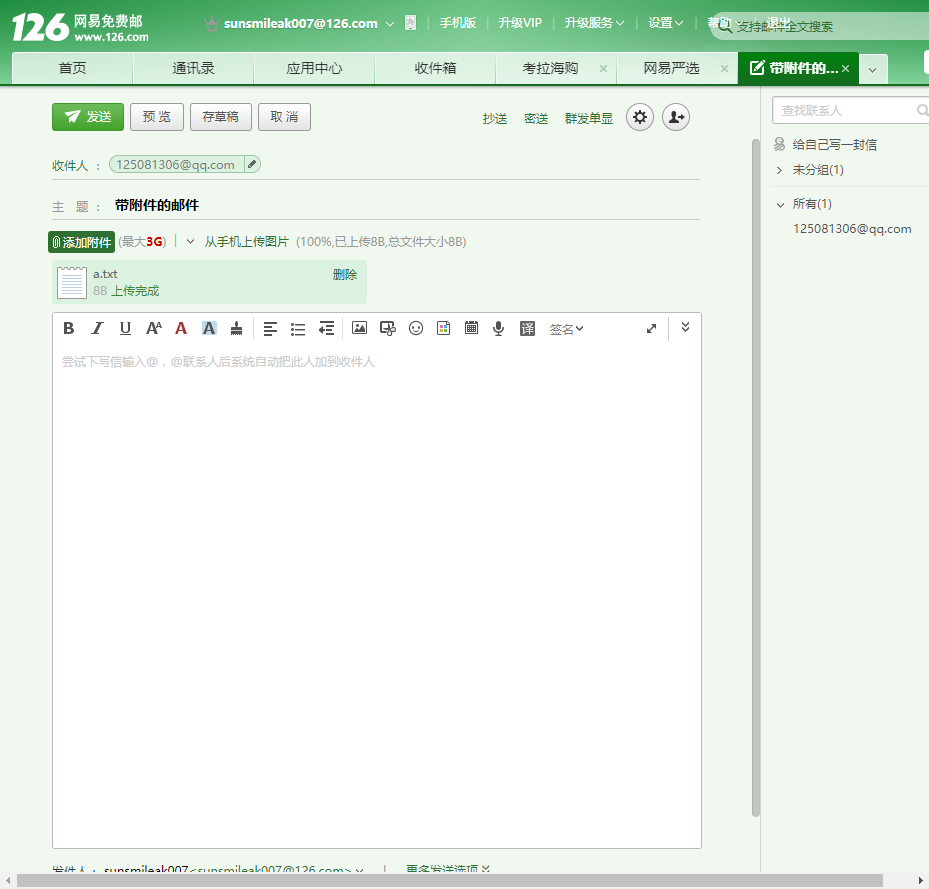 126 网易免费邮
www.126.com
sunsmileak007@126.com 手机版 升级VIP 升级服务 设置 帮助 退出 支持邮件全文搜索
首页 通讯录 应用中心 收件箱 考拉海购 × 网易严选 × 带附件的... ×
发送 预 览 存草稿 取 消 抄送 密送 群发单显
查找联系人
收件人 : 125081306@qq.com
给自己写一封信
未分组(1)
主 题 : 带附件的邮件
所有(1)
125081306@qq.com
添加附件 (最大3G) 从手机上传图片 (100%,已上传8B,总文件大小8B)
a.txt 删除
8B 上传完成
B I U AA A A 译 签名
尝试下写信输入@，@联系人后系统自动把此人加到收件人
发件人 : sunsmileak007<sunsmileak007@126.com> 更多发送选项